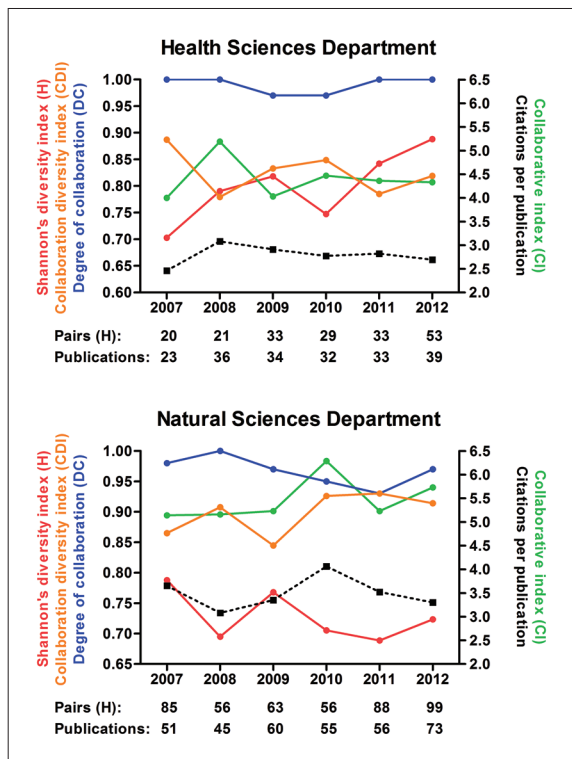 Health Sciences Department
Shannon's diversity index (H)
Collaboration diversity index (CDI)
Degree of collaboration (DC)
1.00
0.95
0.90
0.85
0.80
0.75
0.70
0.65
0.60
6.5
6.0
5.5
5.0
4.5
4.0
3.5
3.0
2.5
2.0
Collaborative index (CI)
Citations per publication
2007 2008 2009 2010 2011 2012
Pairs (H): 20 21 33 29 33 53
Publications: 23 36 34 32 33 39
Natural Sciences Department
Shannon's diversity index (H)
Collaboration diversity index (CDI)
Degree of collaboration (DC)
1.00
0.95
0.90
0.85
0.80
0.75
0.70
0.65
6.5
6.0
5.5
5.0
4.5
4.0
3.5
3.0
2.5
2.0
Collaborative index (CI)
Citations per publication
2007 2008 2009 2010 2011 2012
Pairs (H): 85 56 63 56 88 99
Publications: 51 45 60 55 56 73